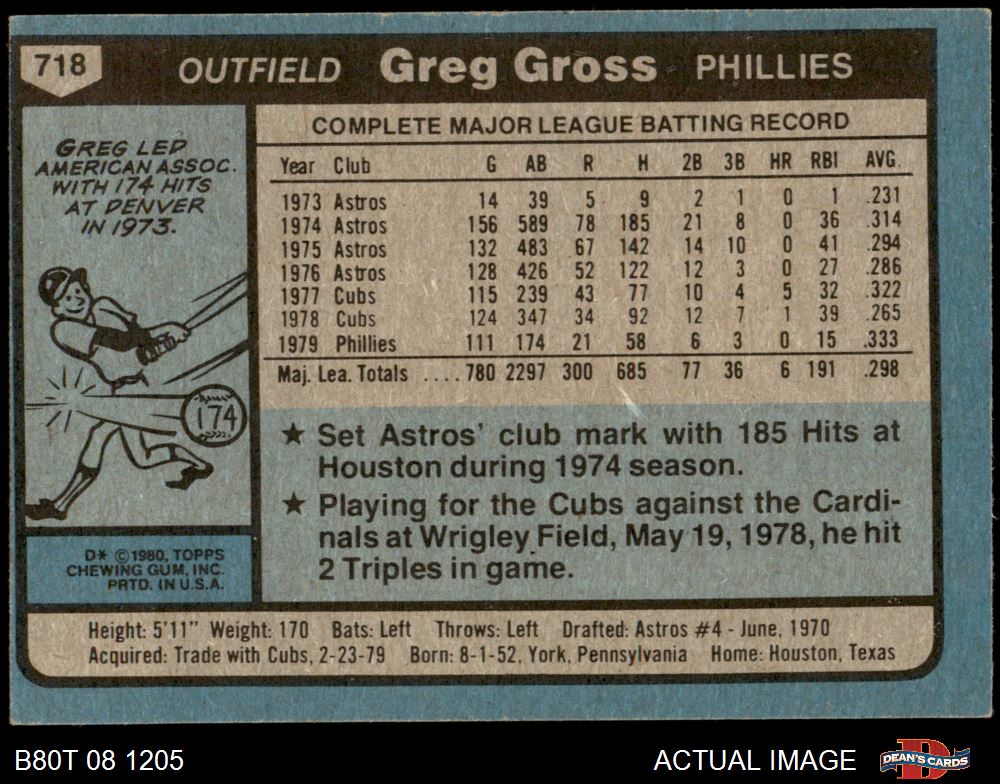 718 OUTFIELD Greg Gross PHILLIES
GREG LED
AMERICAN ASSOC.
WITH 174 HITS
AT DENVER
IN 1973.
174
D* © 1980, TOPPS
CHEWING GUM, INC.
PRTD. IN U.S.A.
COMPLETE MAJOR LEAGUE BATTING RECORD
Year Club G AB R H 2B 3B HR RBI AVG.
1973 Astros 14 39 5 9 2 1 0 1 .231
1974 Astros 156 589 78 185 21 8 0 36 .314
1975 Astros 132 483 67 142 14 10 0 41 .294
1976 Astros 128 426 52 122 12 3 0 27 .286
1977 Cubs 115 239 43 77 10 4 5 32 .322
1978 Cubs 124 347 34 92 12 7 1 39 .265
1979 Phillies 111 174 21 58 6 3 0 15 .333
Maj. Lea. Totals ....780 2297 300 685 77 36 6 191 .298
★ Set Astros' club mark with 185 Hits at
Houston during 1974 season.
★ Playing for the Cubs against the Cardi-
nals at Wrigley Field, May 19, 1978, he hit
2 Triples in game.
Height: 5'11" Weight: 170 Bats: Left Throws: Left Drafted: Astros #4 - June, 1970
Acquired: Trade with Cubs, 2-23-79 Born: 8-1-52, York, Pennsylvania Home: Houston, Texas
B80T 08 1205 ACTUAL IMAGE D DEAN'S CARDS